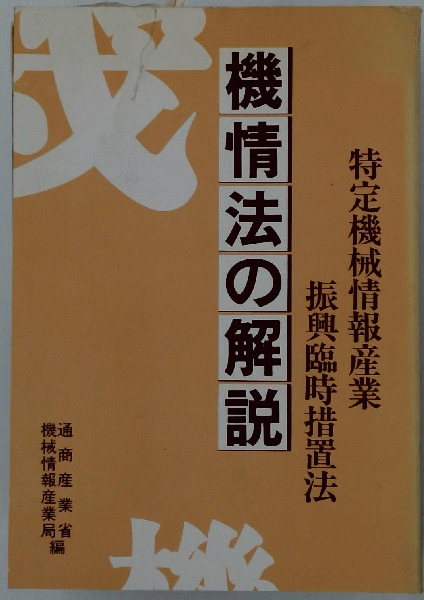 特定機械情報産業
振興臨時措置法
機情法の解説
通商産業省
機械情報産業局編
機